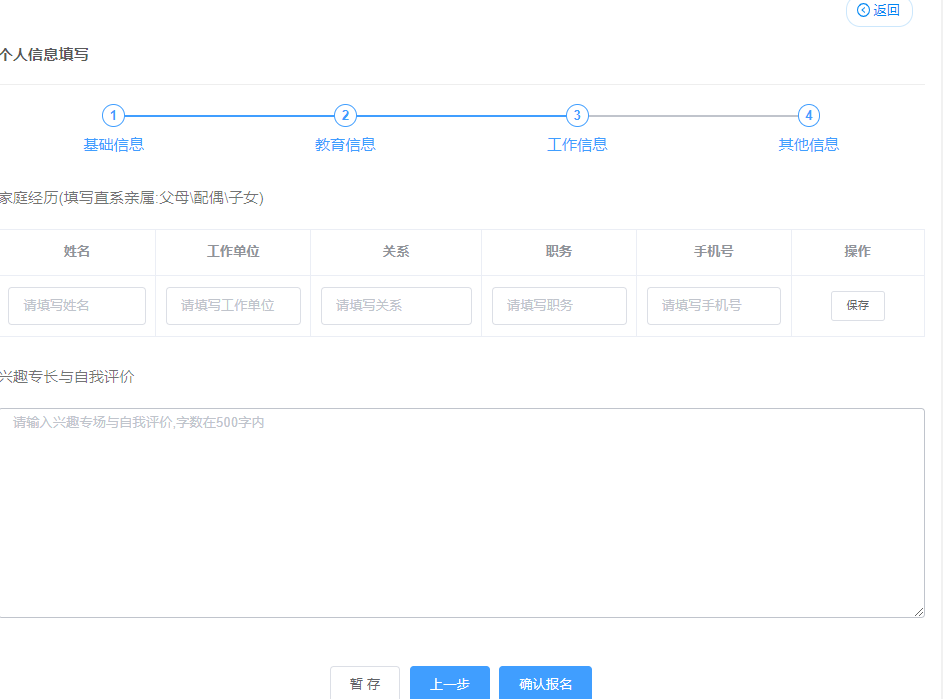 返回
个人信息填写
1 2 3 4
基础信息 教育信息 工作信息 其他信息
家庭经历(填写直系亲属:父母\配偶\子女)
姓名 工作单位 关系 职务 手机号 操作
请填写姓名 请填写工作单位 请填写关系 请填写职务 请填写手机号 保存
兴趣专长与自我评价
请输入兴趣专场与自我评价,字数在500字内
暂 存 上一步 确认报名